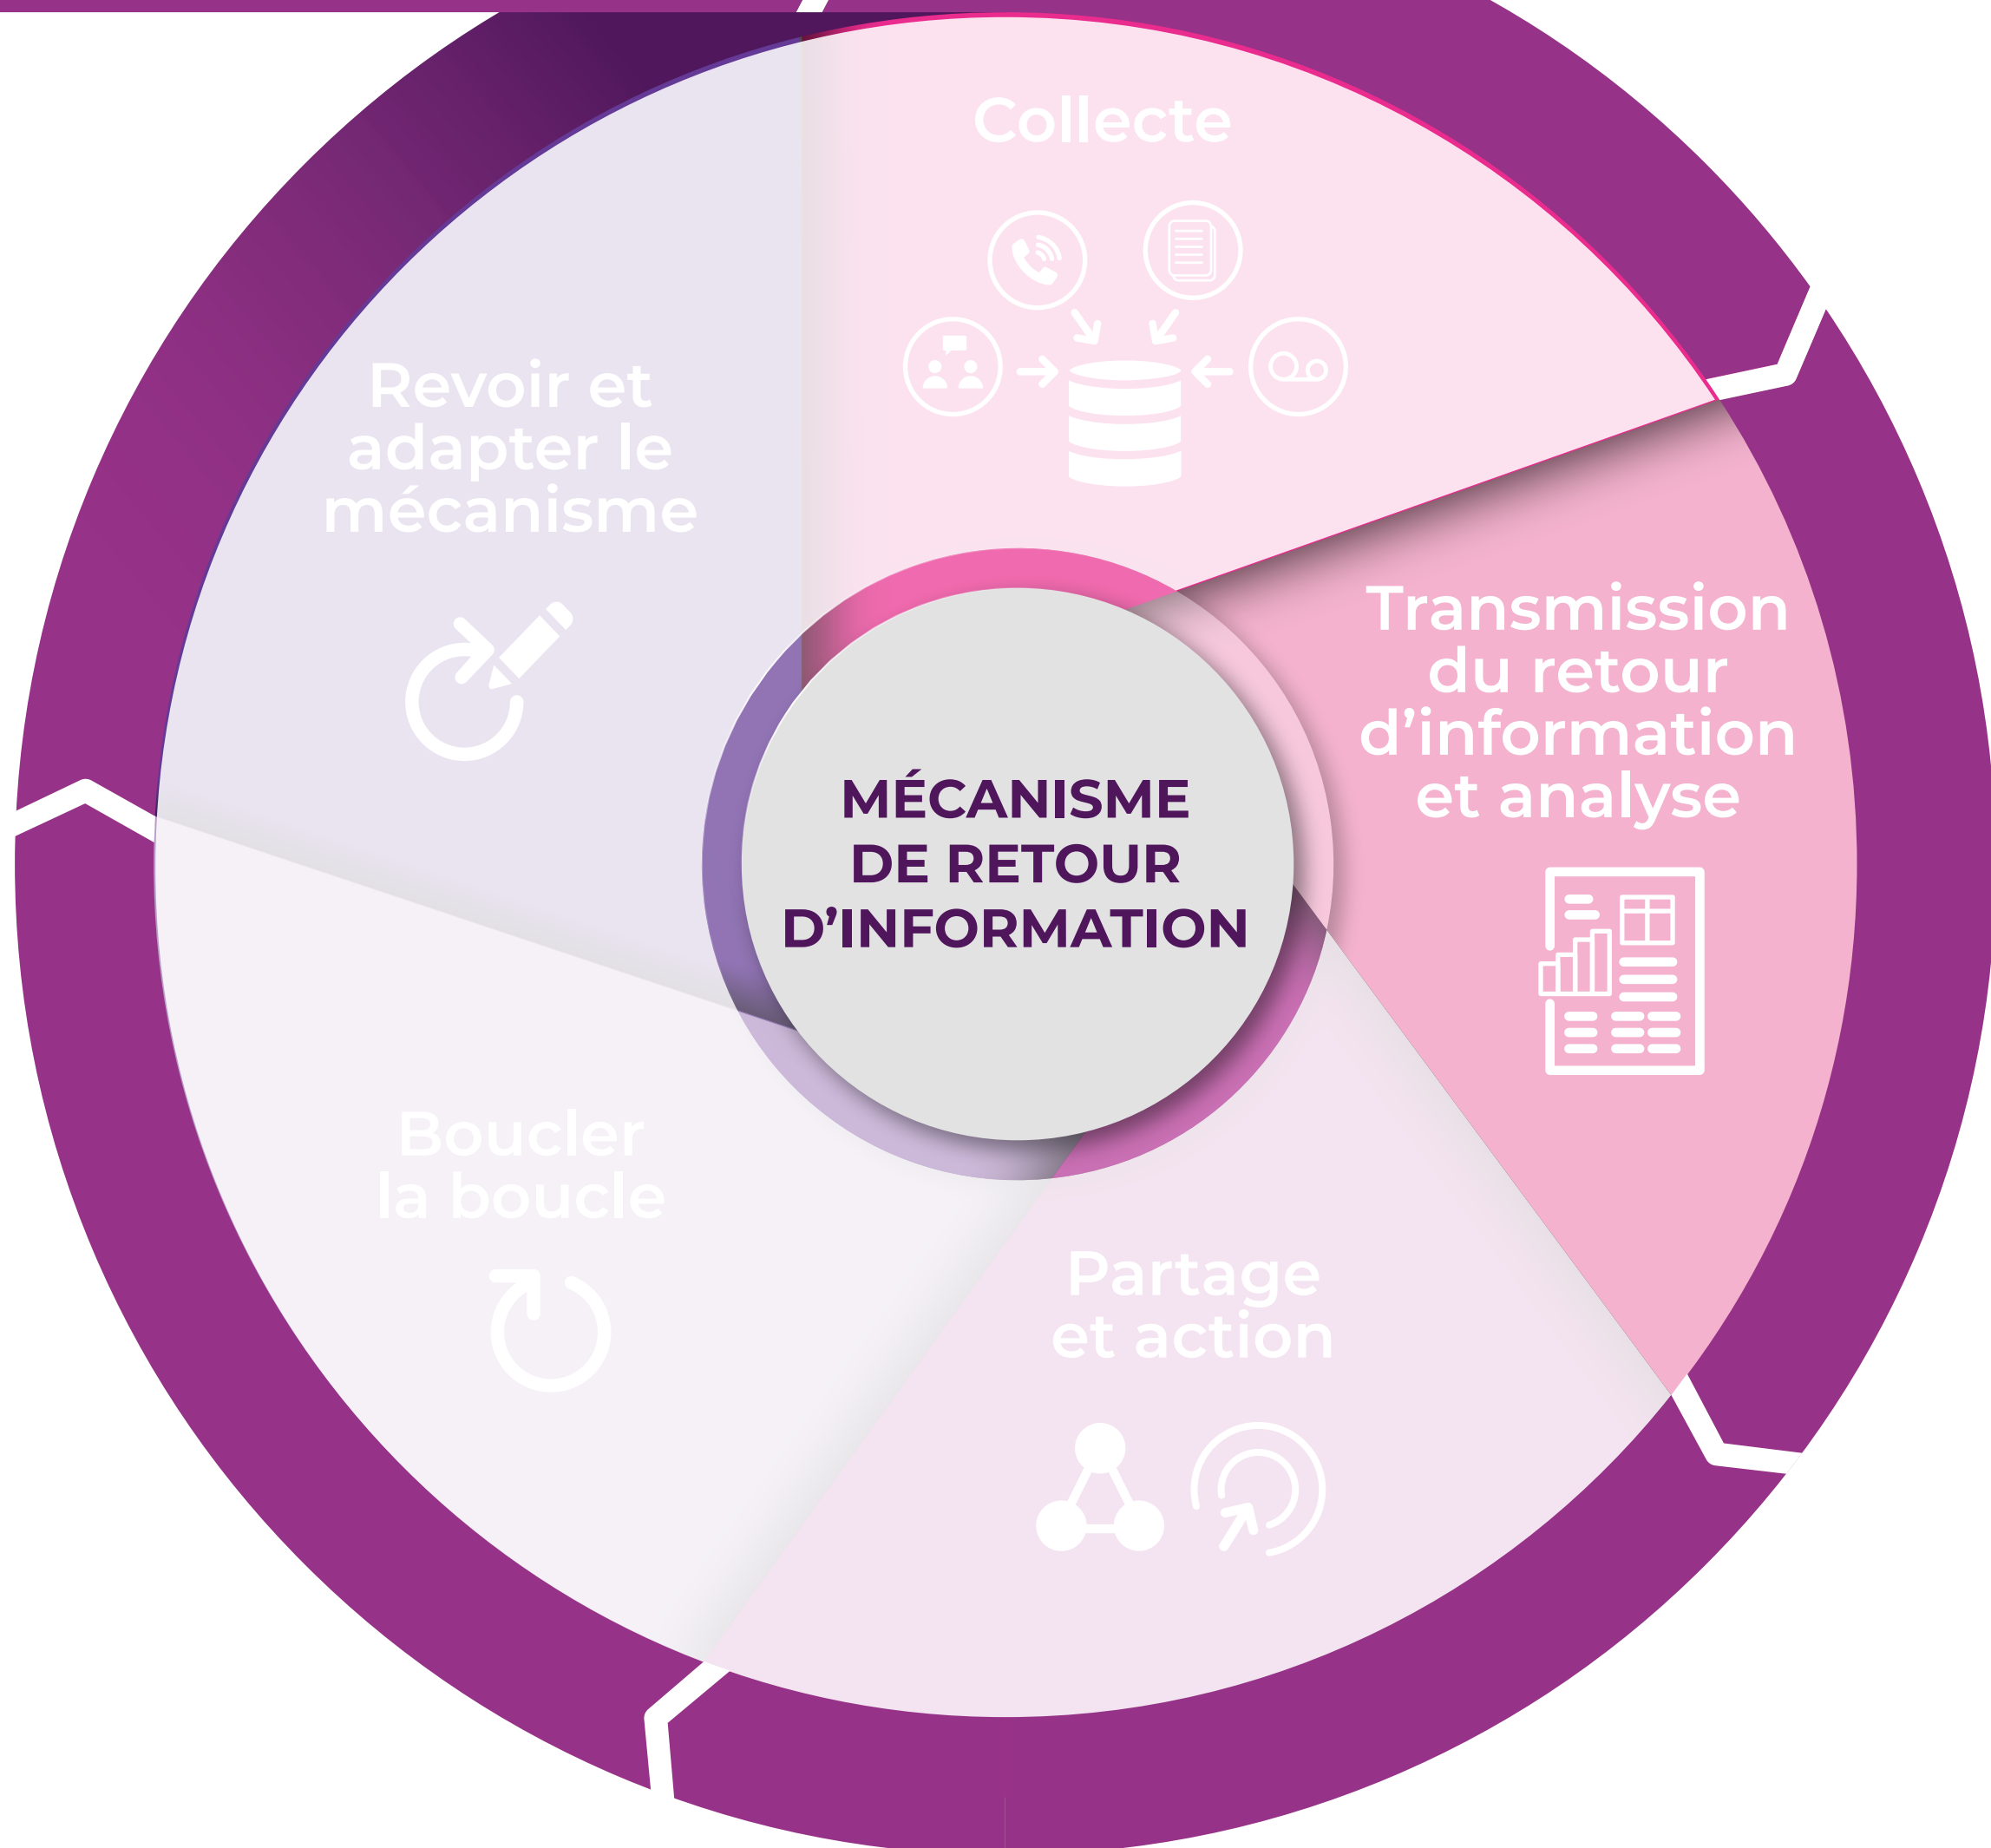 Collecte
Transmission
du retour
d'information
et analyse
Partage
et action
Boucler
la boucle
Revoir et
adapter le
mécanisme
MÉCANISME
DE RETOUR
D'INFORMATION